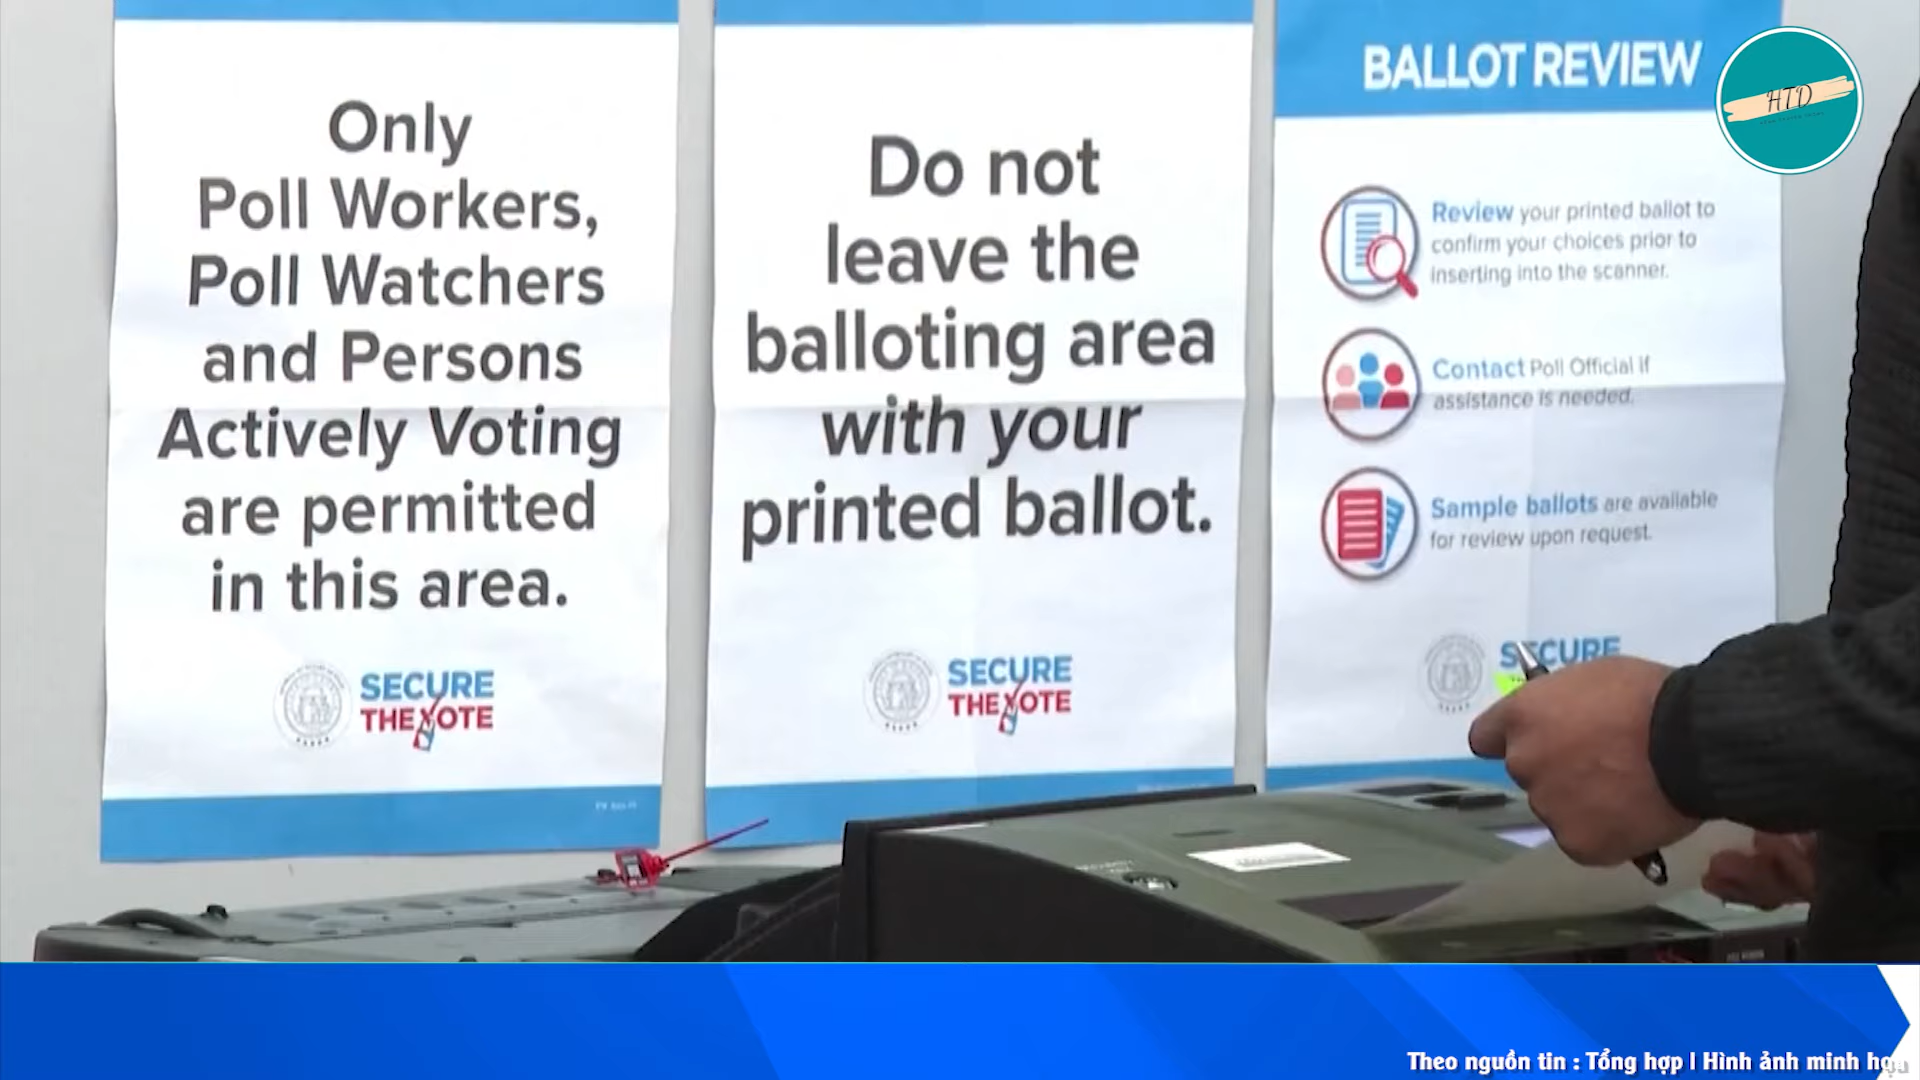 Only
Poll Workers,
Poll Watchers
and Persons
Actively Voting
are permitted
in this area.
SECURE
THE VOTE
Do not
leave the
balloting area
with your
printed ballot.
SECURE
THE VOTE
BALLOT REVIEW
Review your printed ballot to
confirm your choices prior to
inserting into the scanner.
Contact Poll Official if
assistance is needed.
Sample ballots are available
for review upon request.
SECURE
HTD
Theo nguồn tin : Tổng hợp | Hình ảnh minh họa